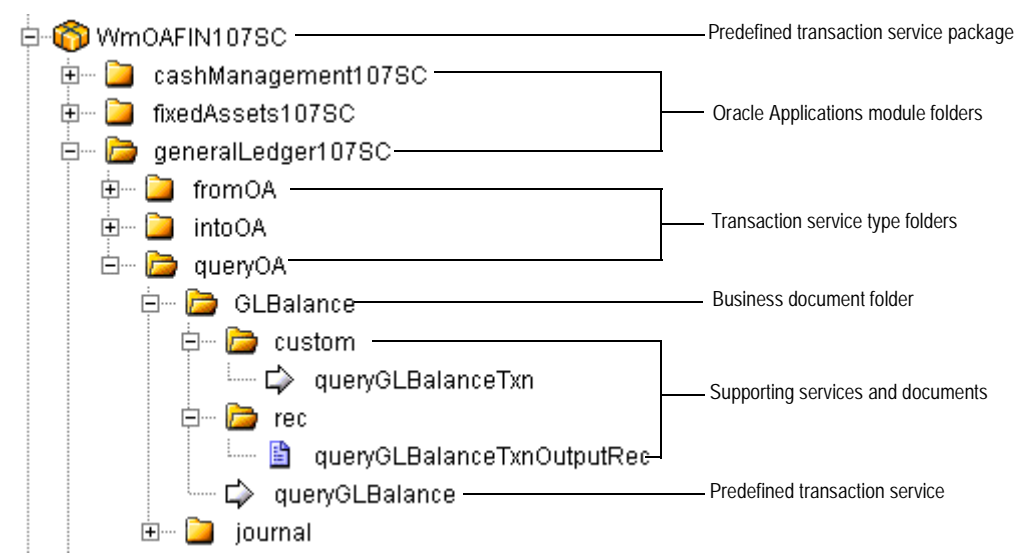 WmOAFIN107SC Predefined transaction service package
cashManagement107SC
fixedAssets107SC Oracle Applications module folders
generalLedger107SC
fromOA
intoOA Transaction service type folders
queryOA
GLBalance Business document folder
custom
queryGLBalanceTxn Supporting services and documents
rec
queryGLBalanceTxnOutputRec
queryGLBalance Predefined transaction service
journal